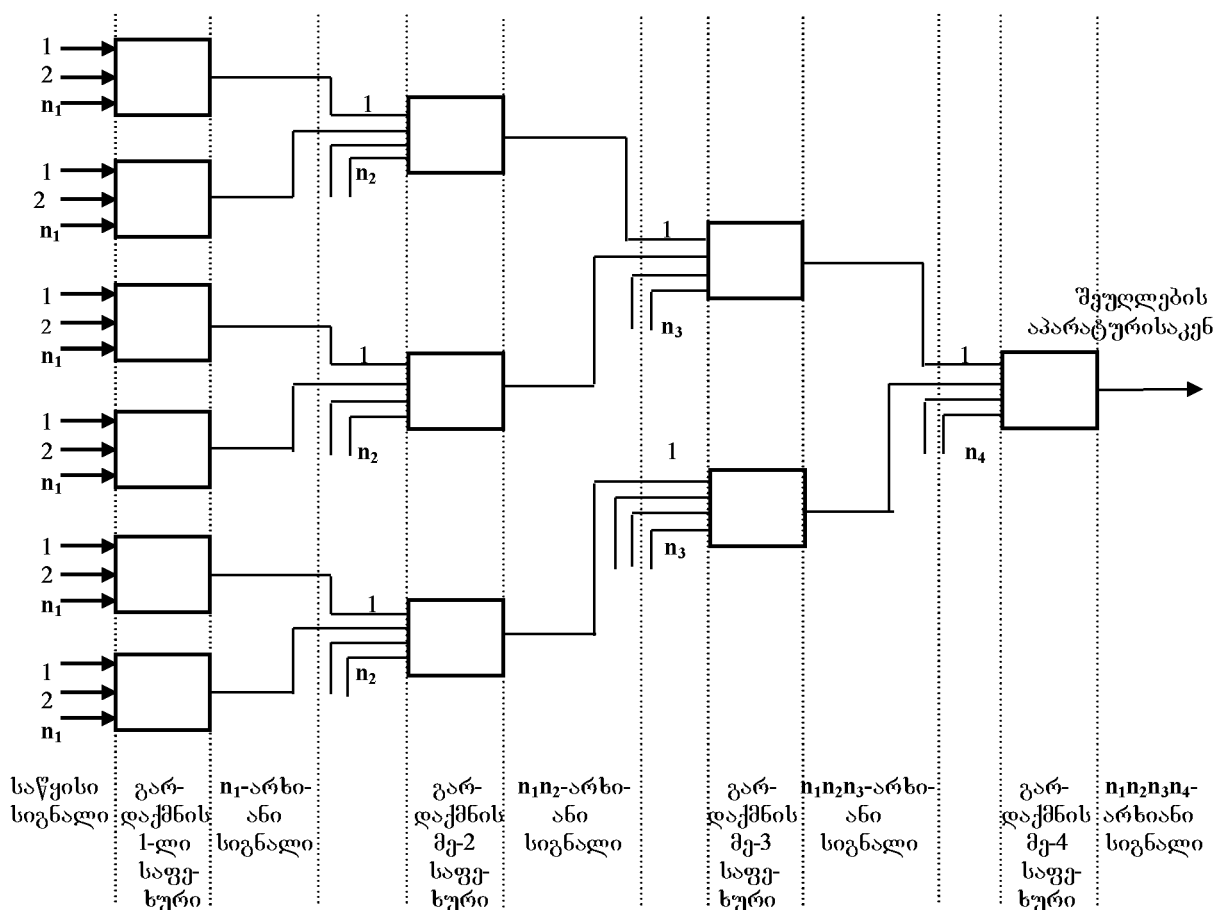 1
2
n₁
1
2
n₁
1
2
n₁
1
2
n₁
1
2
n₁
1
2
n₁
1
n₂
1
n₂
1
n₂
1
n₃
1
n₃
1
n₄
შეუღლების
აპარატურისაკენ
საწყისი
სიგნალი
გარ-
დაქმნის
1-ლი
საფე-
ხური
n₁-არხი-
ანი
სიგნალი
გარ-
დაქმნის
მე-2
საფე-
ხური
n₁n₂-არხი-
ანი
სიგნალი
გარ-
დაქმნის
მე-3
საფე-
ხური
n₁n₂n₃-არხი-
ანი
სიგნალი
გარ-
დაქმნის
მე-4
საფე-
ხური
n₁n₂n₃n₄-
არხიანი
სიგნალი